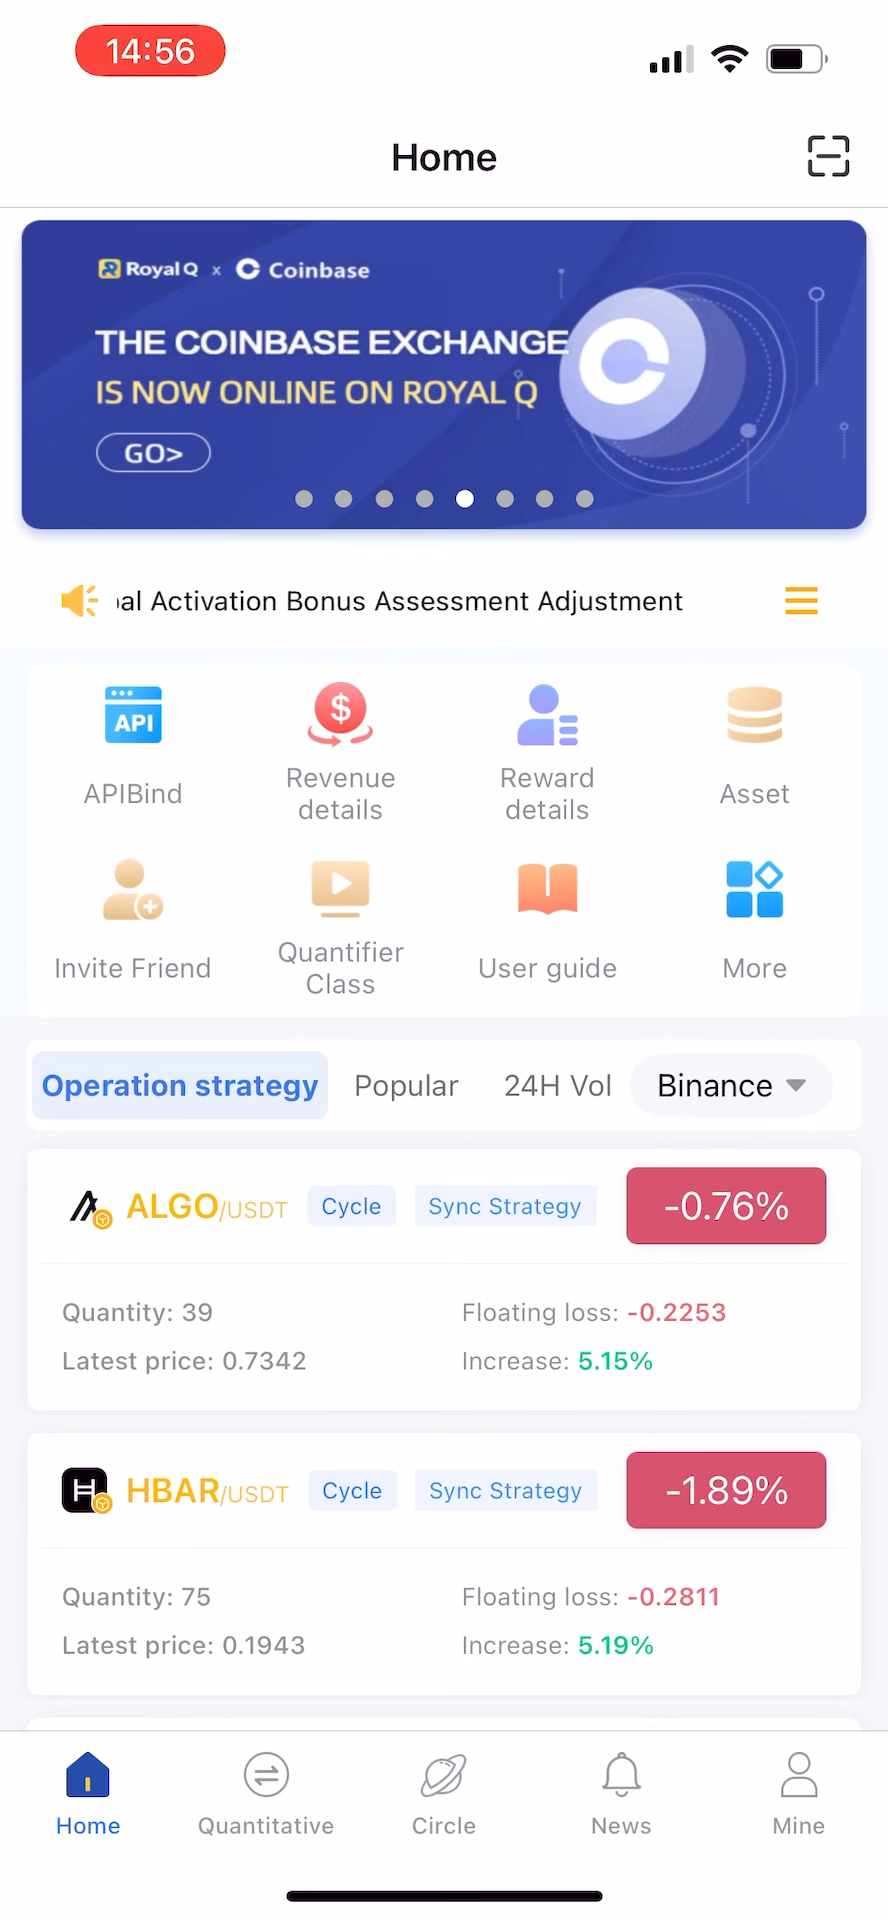 14:56
Home
Royal Q x Coinbase
THE COINBASE EXCHANGE
IS NOW ONLINE ON ROYAL Q
GO>
Activation Bonus Assessment Adjustment
API
$
APIBind
Revenue details
Reward details
Asset
Invite Friend
Quantifier Class
User guide
More
Operation strategy Popular 24H Vol Binance
ALGO/USDT Cycle Sync Strategy -0.76%
Quantity: 39 Floating loss: -0.2253
Latest price: 0.7342 Increase: 5.15%
HBAR/USDT Cycle Sync Strategy -1.89%
Quantity: 75 Floating loss: -0.2811
Latest price: 0.1943 Increase: 5.19%
Home Quantitative Circle News Mine